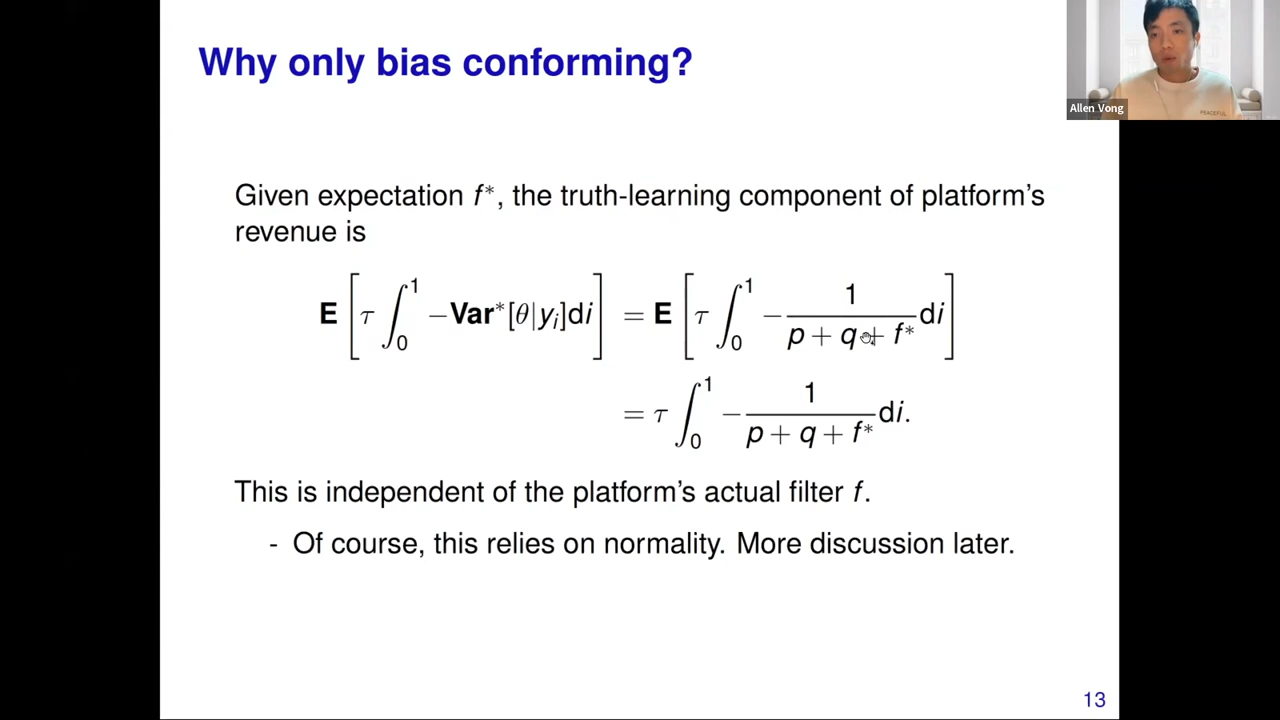 Why only bias conforming?
Allen Vong
PEACEFUL
Given expectation f*, the truth-learning component of platform's
revenue is
E [ τ ∫₀¹ −Var*[θ|yᵢ]di ] = E [ τ ∫₀¹ − 1/(p + q + f*) di ]
= τ ∫₀¹ − 1/(p + q + f*) di.
This is independent of the platform's actual filter f.
- Of course, this relies on normality. More discussion later.
13